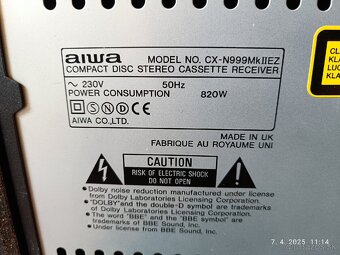 aiwa
MODEL NO. CX-N999MkIIEZ
COMPACT DISC STEREO CASSETTE RECEIVER
~ 230V 50Hz
POWER CONSUMPTION 820W
D S N D C E
AIWA CO.,LTD.
MADE IN UK
FABRIQUE AU ROYAUME UNI
CAUTION
RISK OF ELECTRIC SHOCK
DO NOT OPEN
• Dolby noise reduction manufactured under license
from Dolby Laboratories Licensing Corporation.
• "DOLBY" and the double-D symbol are trademarks
of Dolby Laboratories Licensing Corporation.
• The word "BBE" and the "BBE symbol" are
trademarks of BBE Sound, Inc.
Under license from BBE Sound, Inc.
CL
KLA
LUO
KLA
7. 4. 2025 11:14